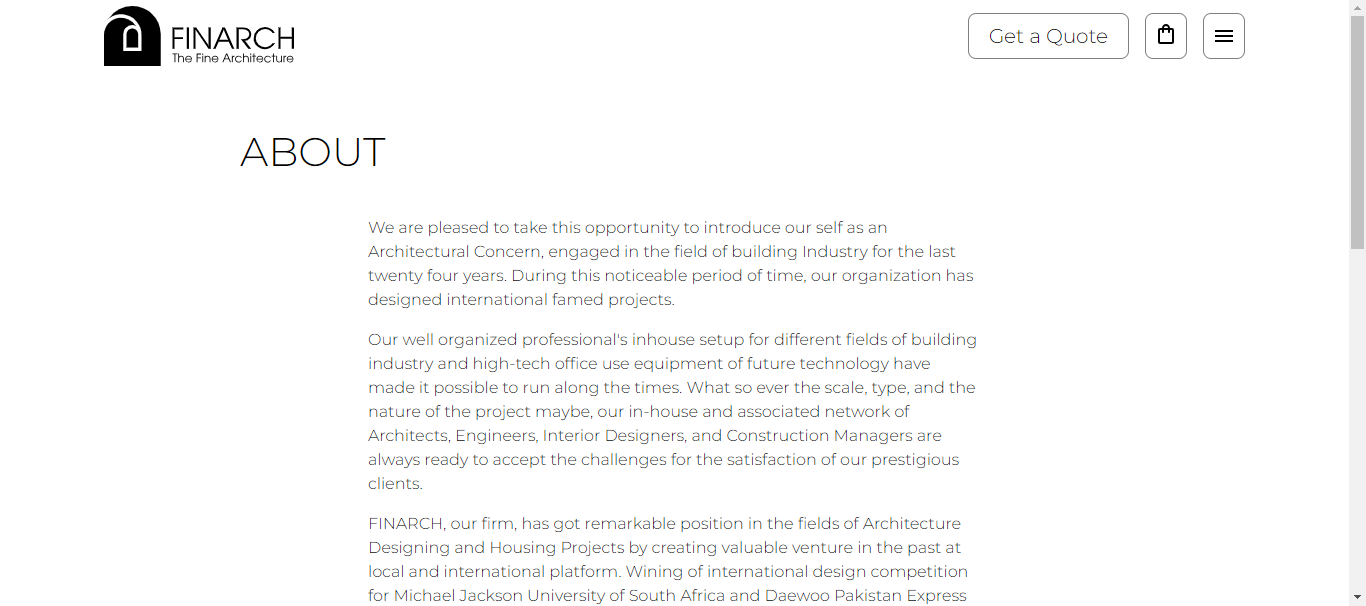 FINARCH
The Fine Architecture
Get a Quote
ABOUT
We are pleased to take this opportunity to introduce our self as an
Architectural Concern, engaged in the field of building Industry for the last
twenty four years. During this noticeable period of time, our organization has
designed international famed projects.
Our well organized professional's inhouse setup for different fields of building
industry and high-tech office use equipment of future technology have
made it possible to run along the times. What so ever the scale, type, and the
nature of the project maybe, our in-house and associated network of
Architects, Engineers, Interior Designers, and Construction Managers are
always ready to accept the challenges for the satisfaction of our prestigious
clients.
FINARCH, our firm, has got remarkable position in the fields of Architecture
Designing and Housing Projects by creating valuable venture in the past at
local and international platform. Wining of international design competition
for Michael Jackson University of South Africa and Daewoo Pakistan Express